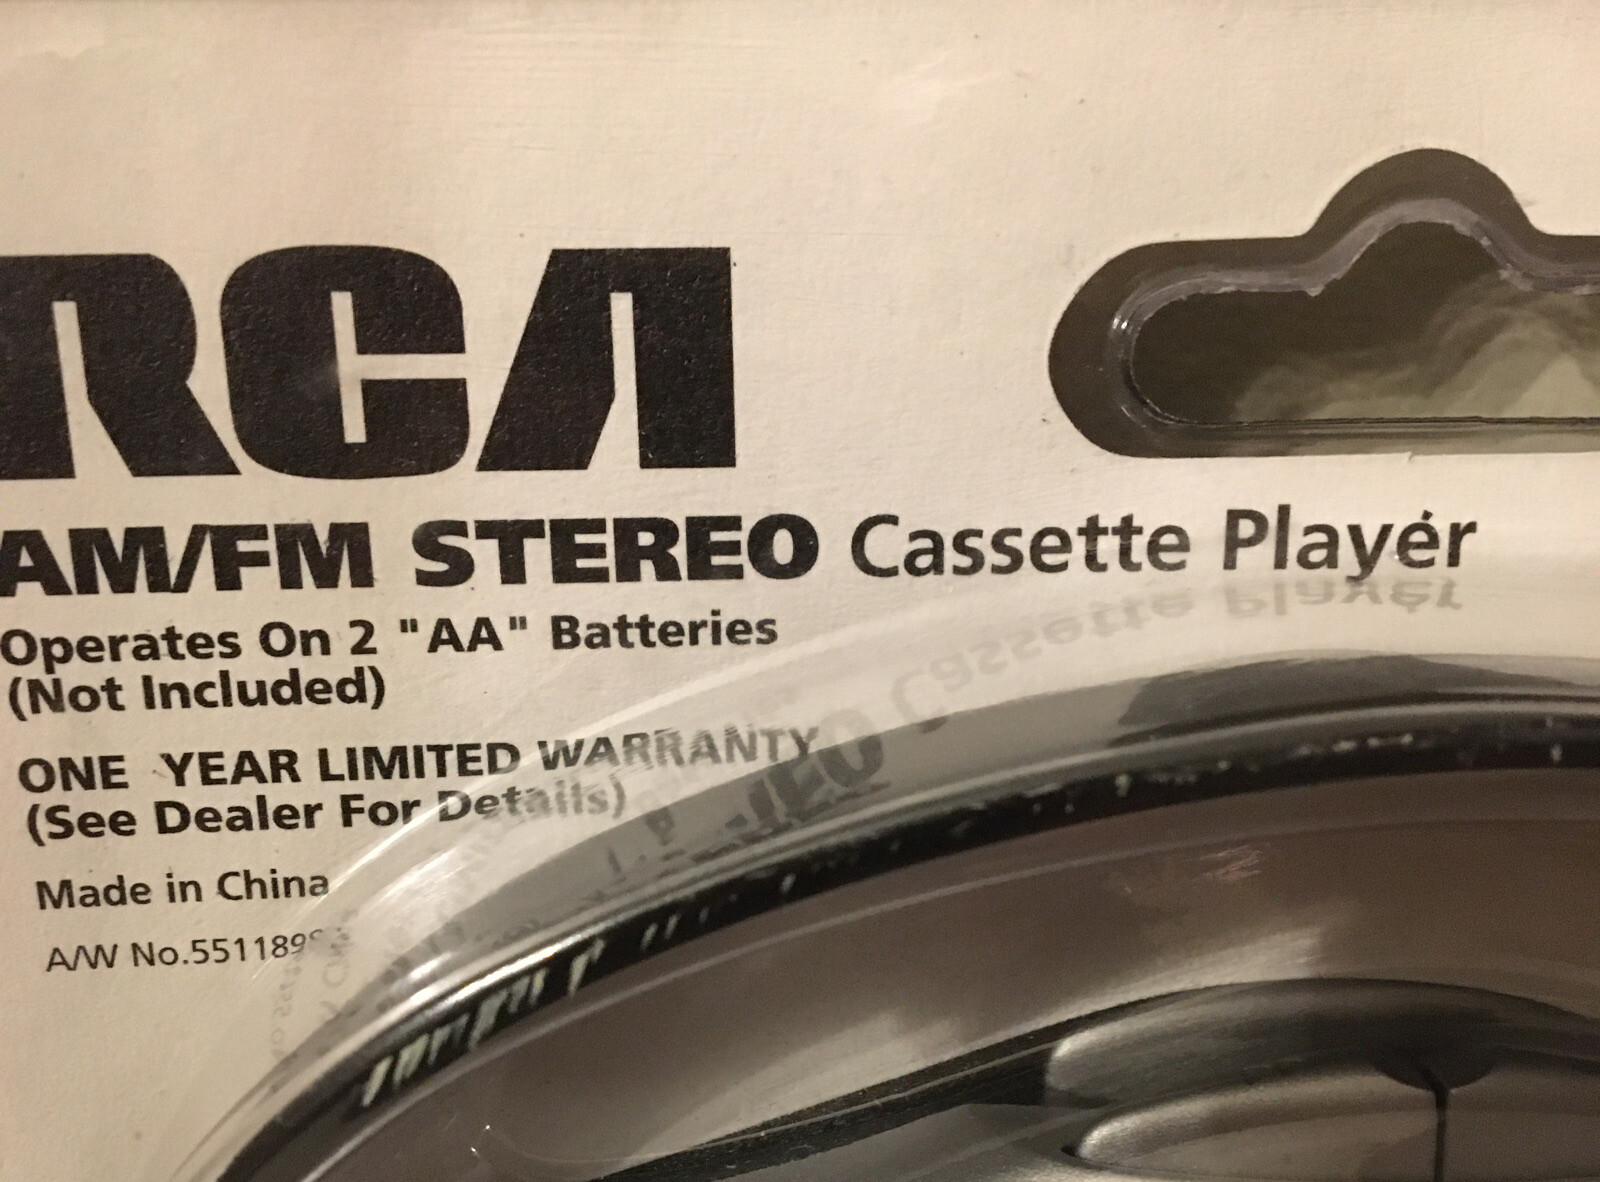 RCA
AM/FM STEREO Cassette Player
Operates On 2 "AA" Batteries
(Not Included)
ONE YEAR LIMITED WARRANTY
(See Dealer For Details)
Made in China
A/W No.